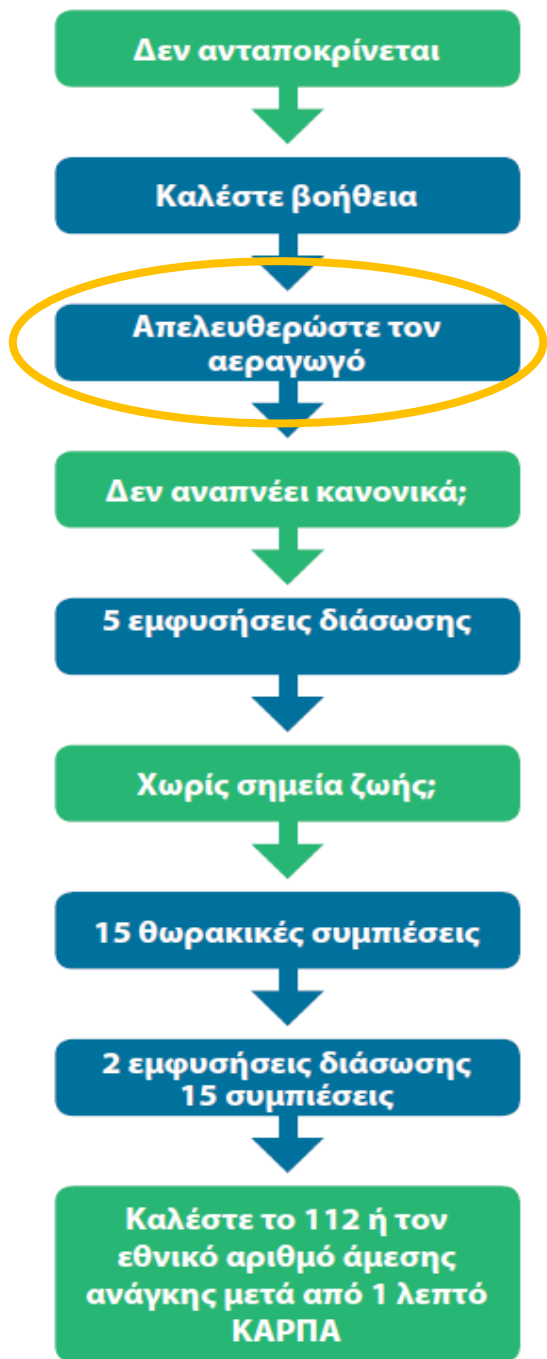 Δεν ανταποκρίνεται
Καλέστε βοήθεια
Απελευθερώστε τον
αεραγωγό
Δεν αναπνέει κανονικά;
5 εμφυσήσεις διάσωσης
Χωρίς σημεία ζωής;
15 θωρακικές συμπιέσεις
2 εμφυσήσεις διάσωσης
15 συμπιέσεις
Καλέστε το 112 ή τον
εθνικό αριθμό άμεσης
ανάγκης μετά από 1 λεπτό
ΚΑΡΠΑ